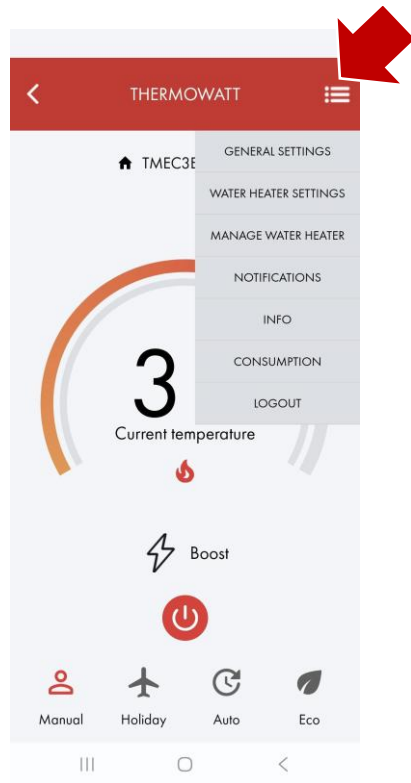 THERMOWATT
TMEC3E
GENERAL SETTINGS
WATER HEATER SETTINGS
MANAGE WATER HEATER
NOTIFICATIONS
INFO
CONSUMPTION
LOGOUT
3
Current temperature
Boost
Manual Holiday Auto Eco